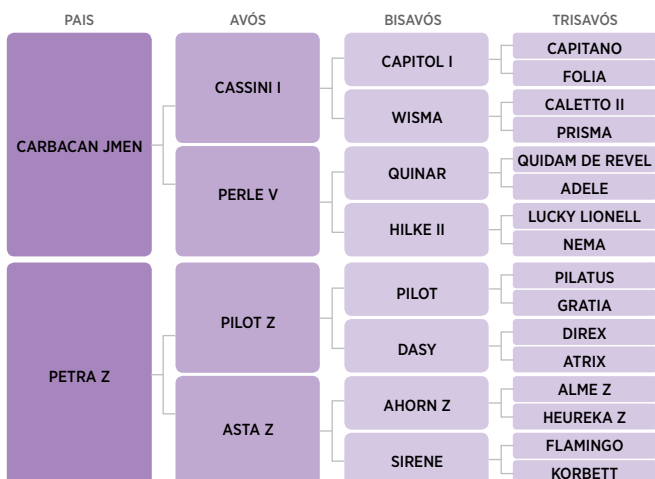 PAIS AVÓS BISAVÓS TRISAVÓS
CARBACAN JMEN
CASSINI I
CAPITOL I
CAPITANO
FOLIA
WISMA
CALETTO II
PRISMA
PERLE V
QUINAR
QUIDAM DE REVEL
ADELE
HILKE II
LUCKY LIONELL
NEMA
PETRA Z
PILOT Z
PILOT
PILATUS
GRATIA
DASY
DIREX
ATRIX
ASTA Z
AHORN Z
ALME Z
HEUREKA Z
SIRENE
FLAMINGO
KORBETT